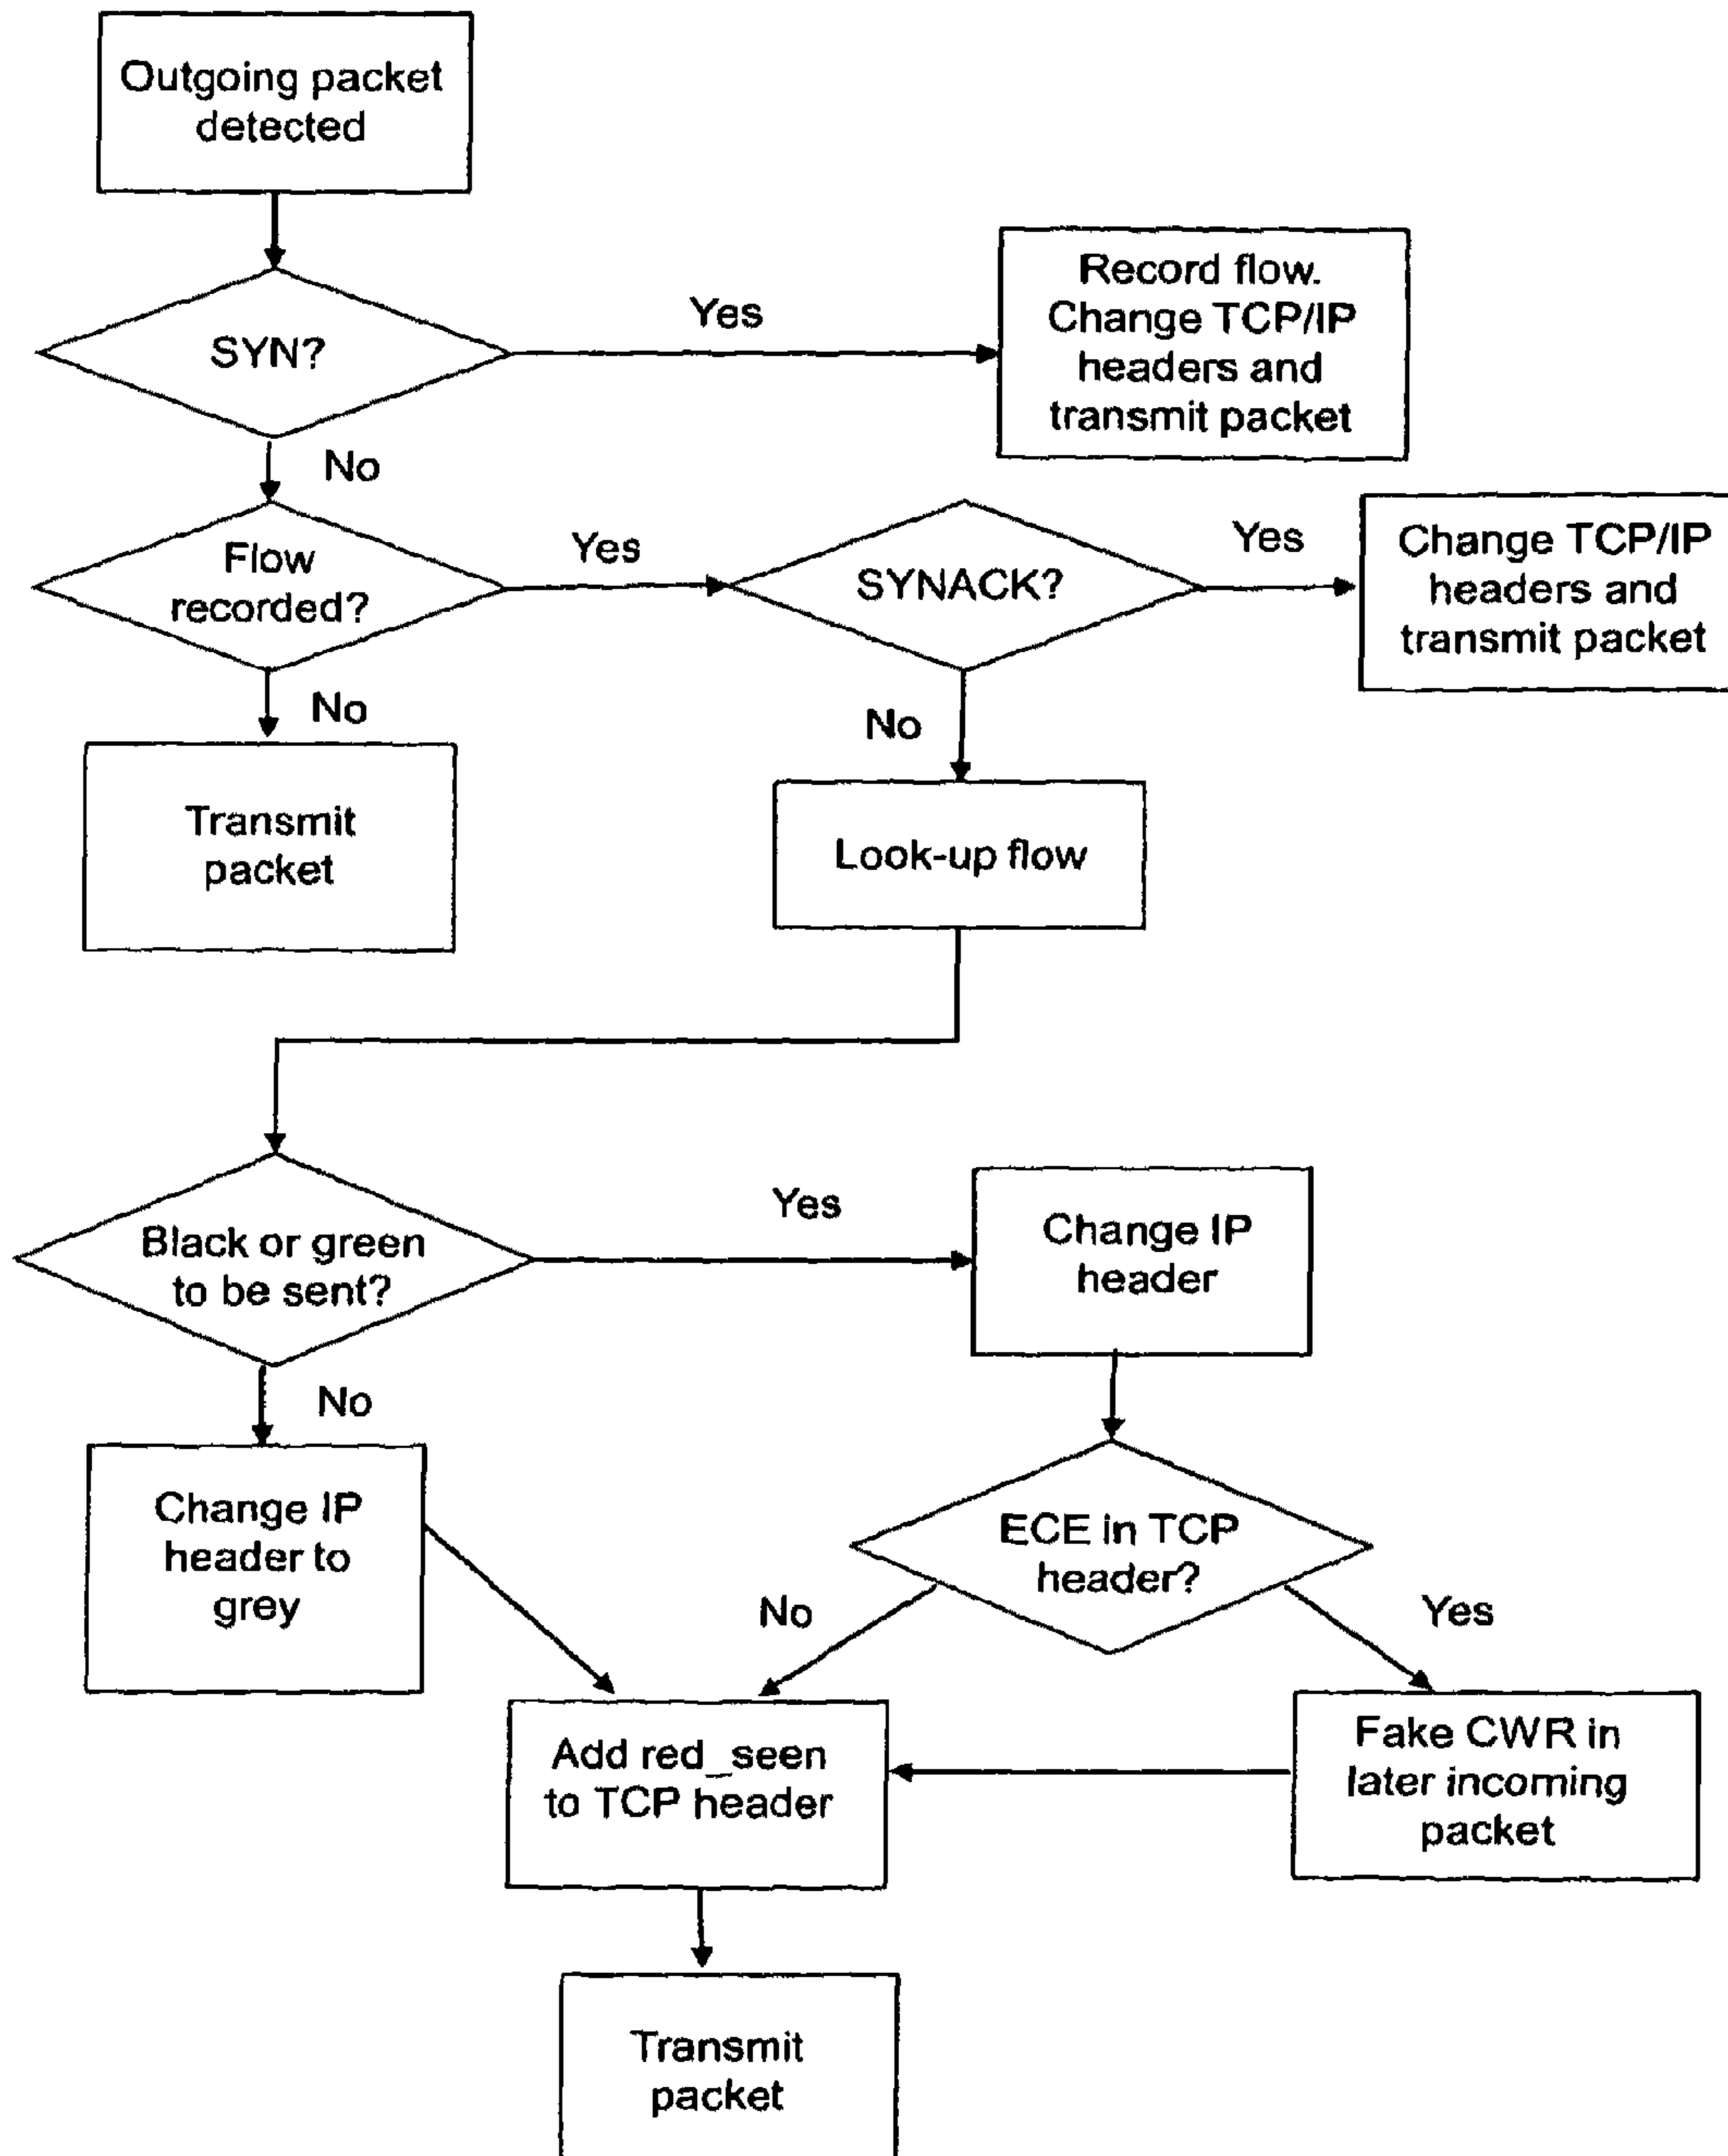 Outgoing packet
detected
SYN?
Yes
Record flow.
Change TCP/IP
headers and
transmit packet
No
Flow
recorded?
Yes
SYNACK?
Yes
Change TCP/IP
headers and
transmit packet
No
Transmit
packet
No
Look-up flow
Black or green
to be sent?
Yes
Change IP
header
No
Change IP
header to
grey
ECE in TCP
header?
No
Yes
Add red_seen
to TCP header
Fake CWR in
later incoming
packet
Transmit
packet